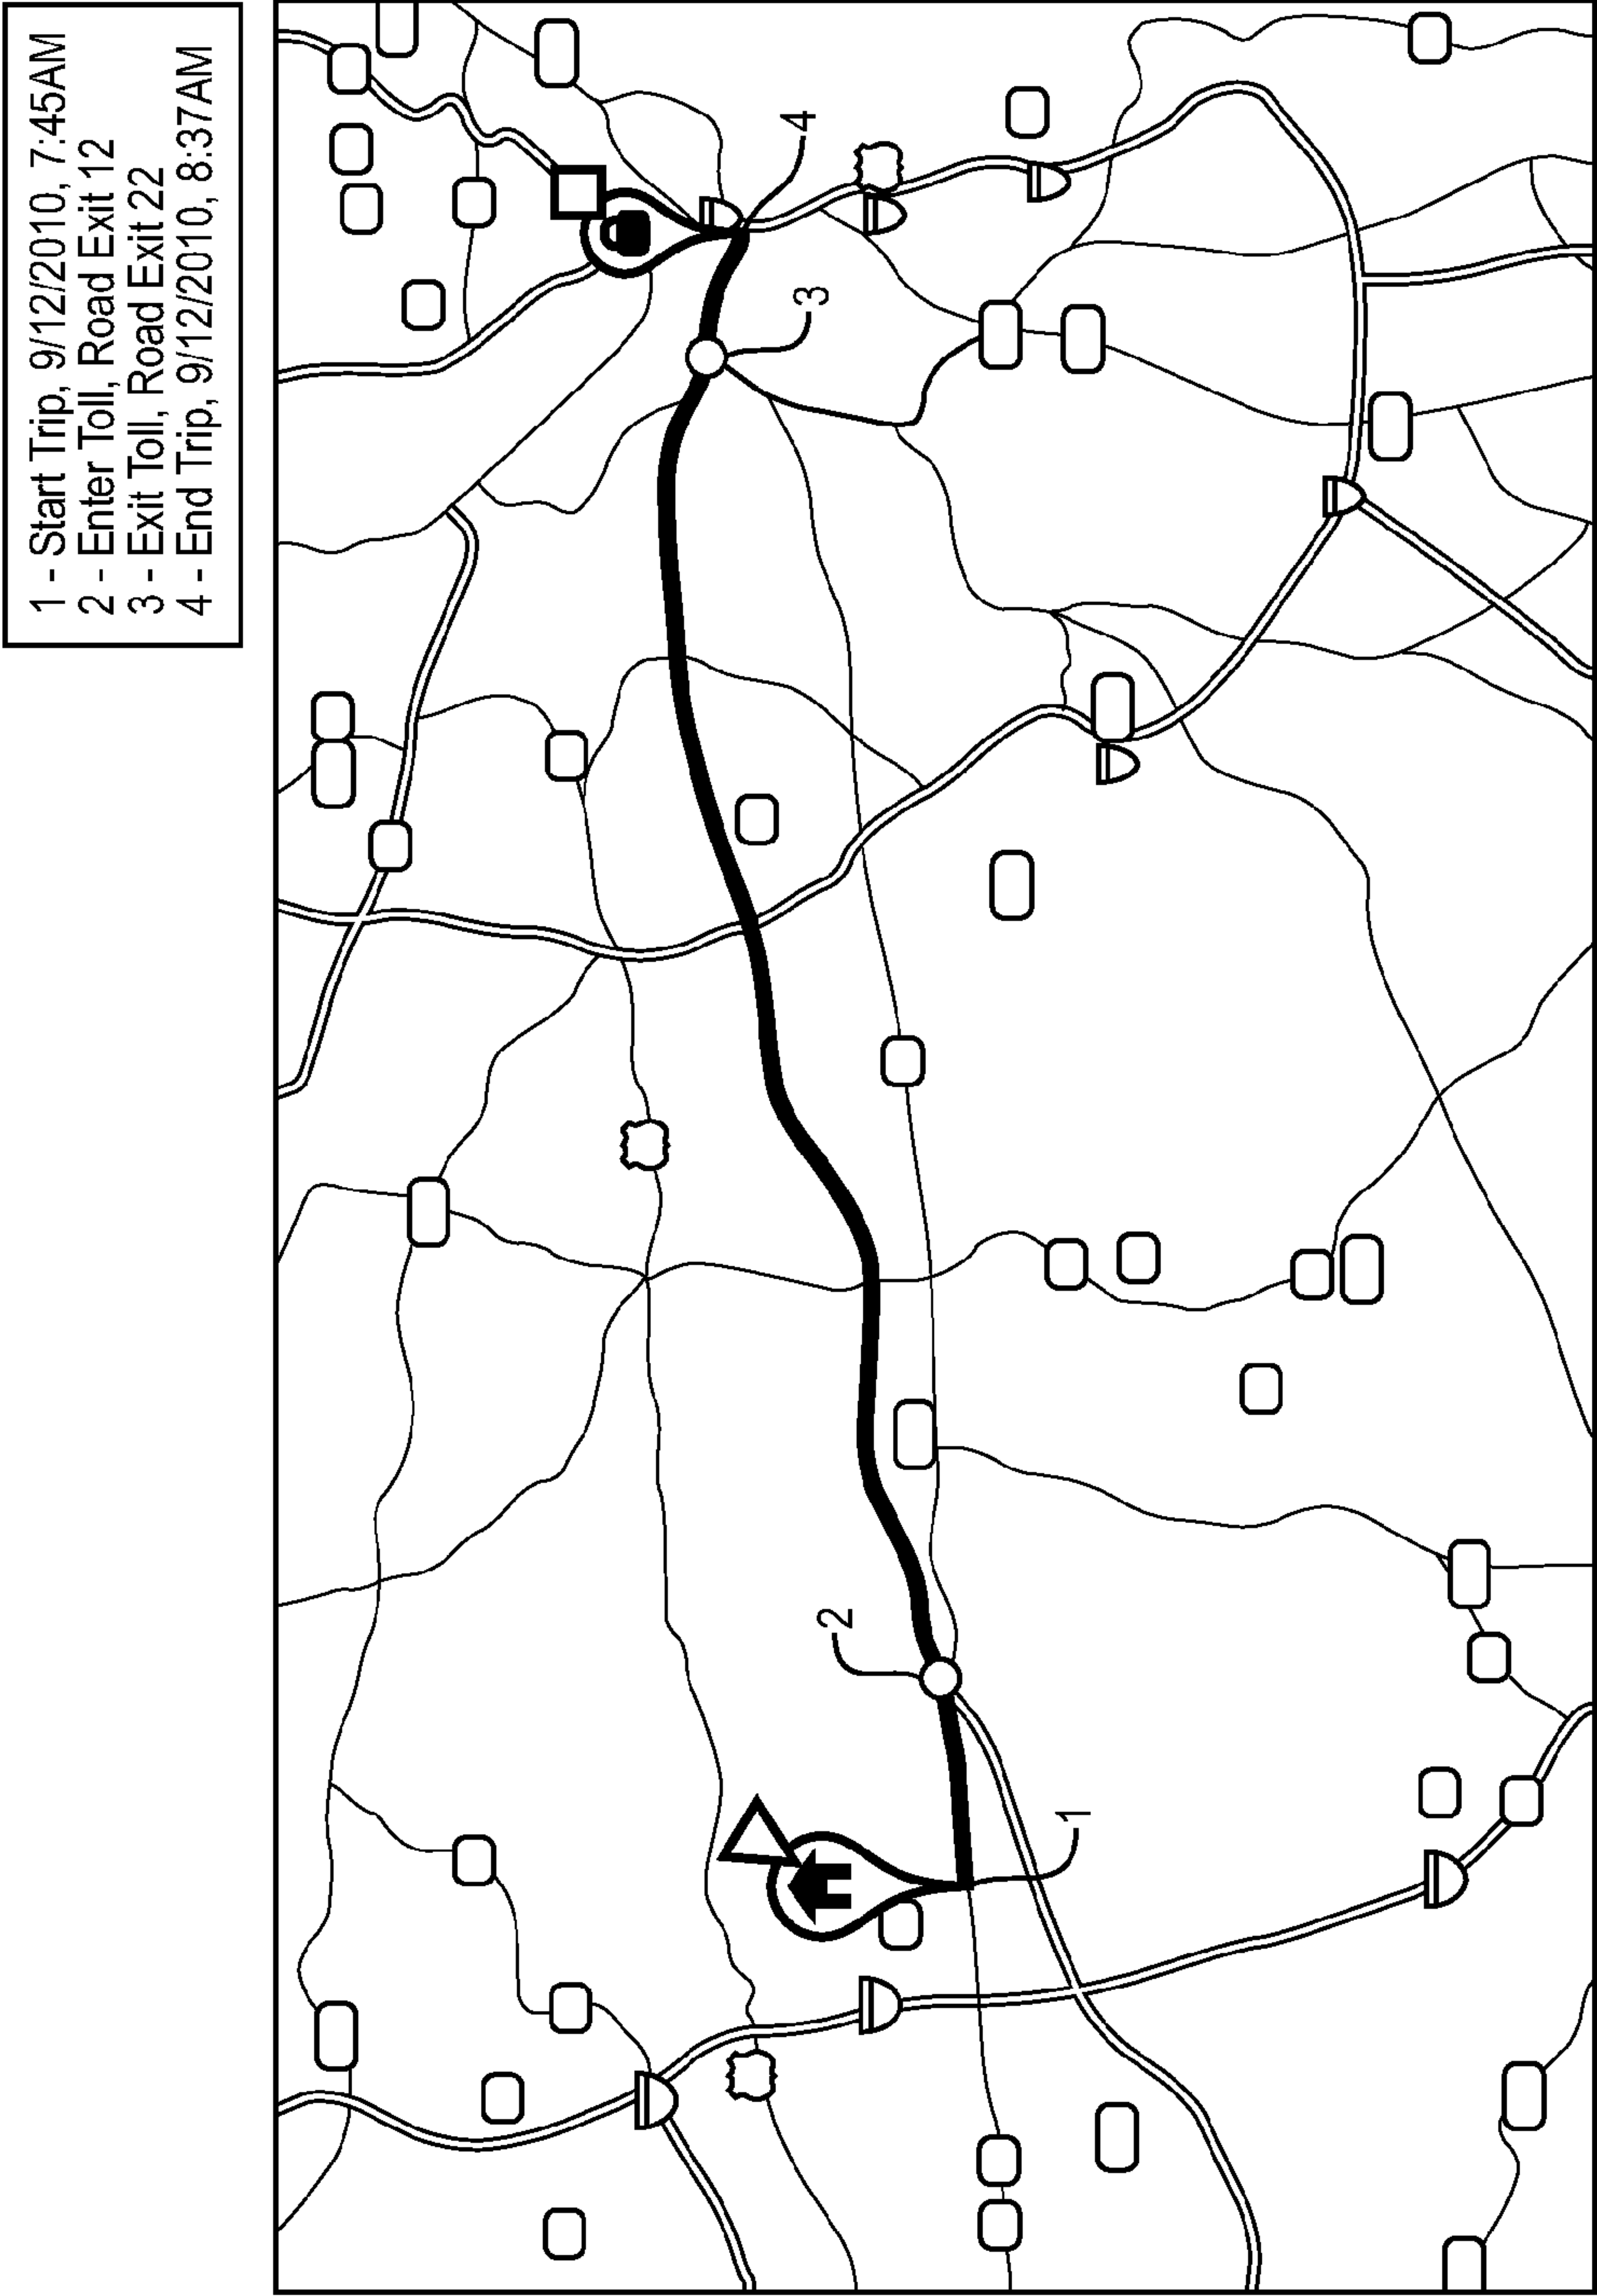 1 - Start Trip, 9/12/2010, 7:45AM
2 - Enter Toll, Road Exit 12
3 - Exit Toll, Road Exit 22
4 - End Trip, 9/12/2010, 8:37AM
1
2
3
4